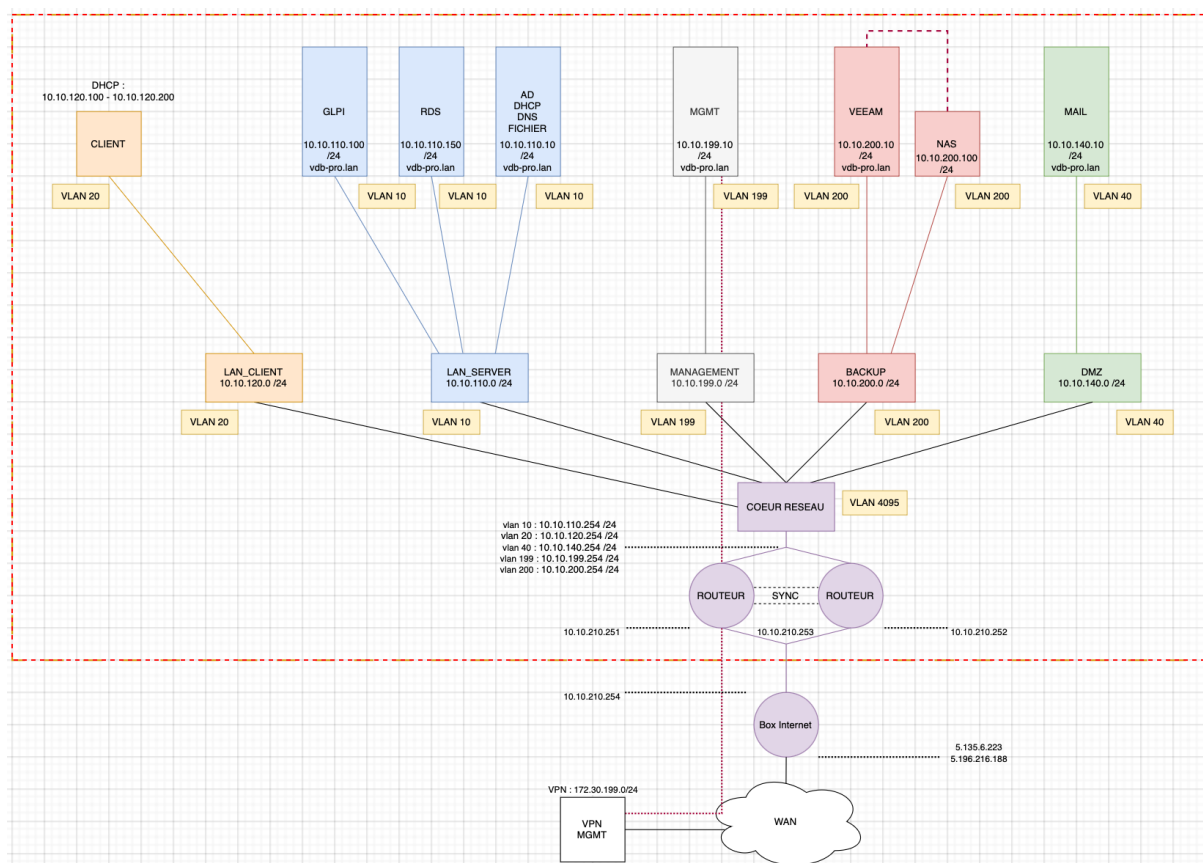 DHCP :
10.10.120.100 - 10.10.120.200
CLIENT
VLAN 20
GLPI
10.10.110.100
/24
vdb-pro.lan
VLAN 10
RDS
10.10.110.150
/24
vdb-pro.lan
VLAN 10
AD
DHCP
DNS
FICHIER
10.10.110.10
/24
vdb-pro.lan
VLAN 10
MGMT
10.10.199.10
/24
vdb-pro.lan
VLAN 199
VEEAM
10.10.200.10
/24
vdb-pro.lan
VLAN 200
NAS
10.10.200.100
/24
VLAN 200
MAIL
10.10.140.10
/24
vdb-pro.lan
VLAN 40
LAN_CLIENT
10.10.120.0 /24
VLAN 20
LAN_SERVER
10.10.110.0 /24
VLAN 10
MANAGEMENT
10.10.199.0 /24
VLAN 199
BACKUP
10.10.200.0 /24
VLAN 200
DMZ
10.10.140.0 /24
VLAN 40
COEUR RESEAU
VLAN 4095
vlan 10 : 10.10.110.254 /24
vlan 20 : 10.10.120.254 /24
vlan 40 : 10.10.140.254 /24
vlan 199 : 10.10.199.254 /24
vlan 200 : 10.10.200.254 /24
ROUTEUR
SYNC
ROUTEUR
10.10.210.251
10.10.210.253
10.10.210.252
10.10.210.254
Box Internet
5.135.6.223
5.196.216.188
VPN : 172.30.199.0/24
VPN
MGMT
WAN